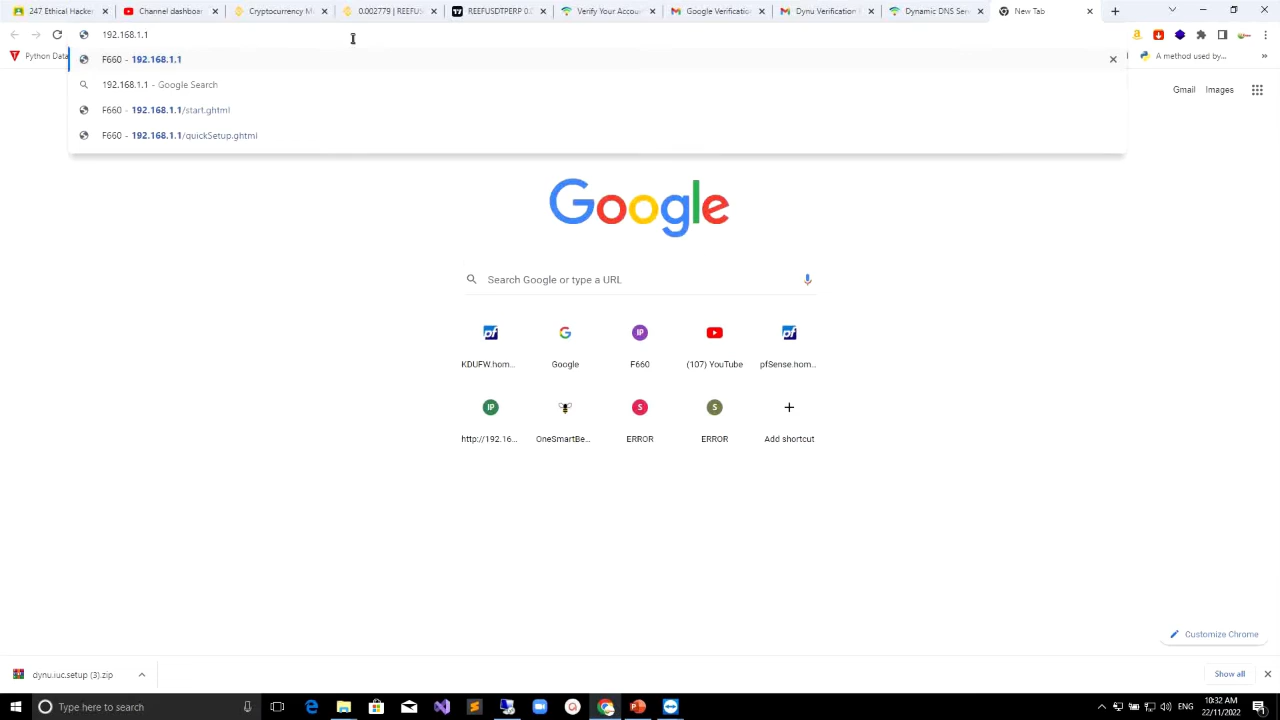 247 Ethical Hacke
Channel dashboar
Cryptocurrency M
0.002779 | REEFUS
REEFUSDTPERP 0.0
Verify Your Accou
Google Verificatio
Dynu Verification
Dynamic DNS Serv
New Tab
192.168.1.1
Python Data
A method used by...
F660 - 192.168.1.1
192.168.1.1 - Google Search
F660 - 192.168.1.1/start.ghtml
F660 - 192.168.1.1/quickSetup.ghtml
Gmail
Images
Google
Search Google or type a URL
KDUFW.hom...
Google
F660
(107) YouTube
pfSense.hom...
http://192.16...
OneSmartBe...
ERROR
ERROR
Add shortcut
Customize Chrome
dynu.iuc.setup (3).zip
Show all
Type here to search
ENG
10:32 AM
22/11/2022